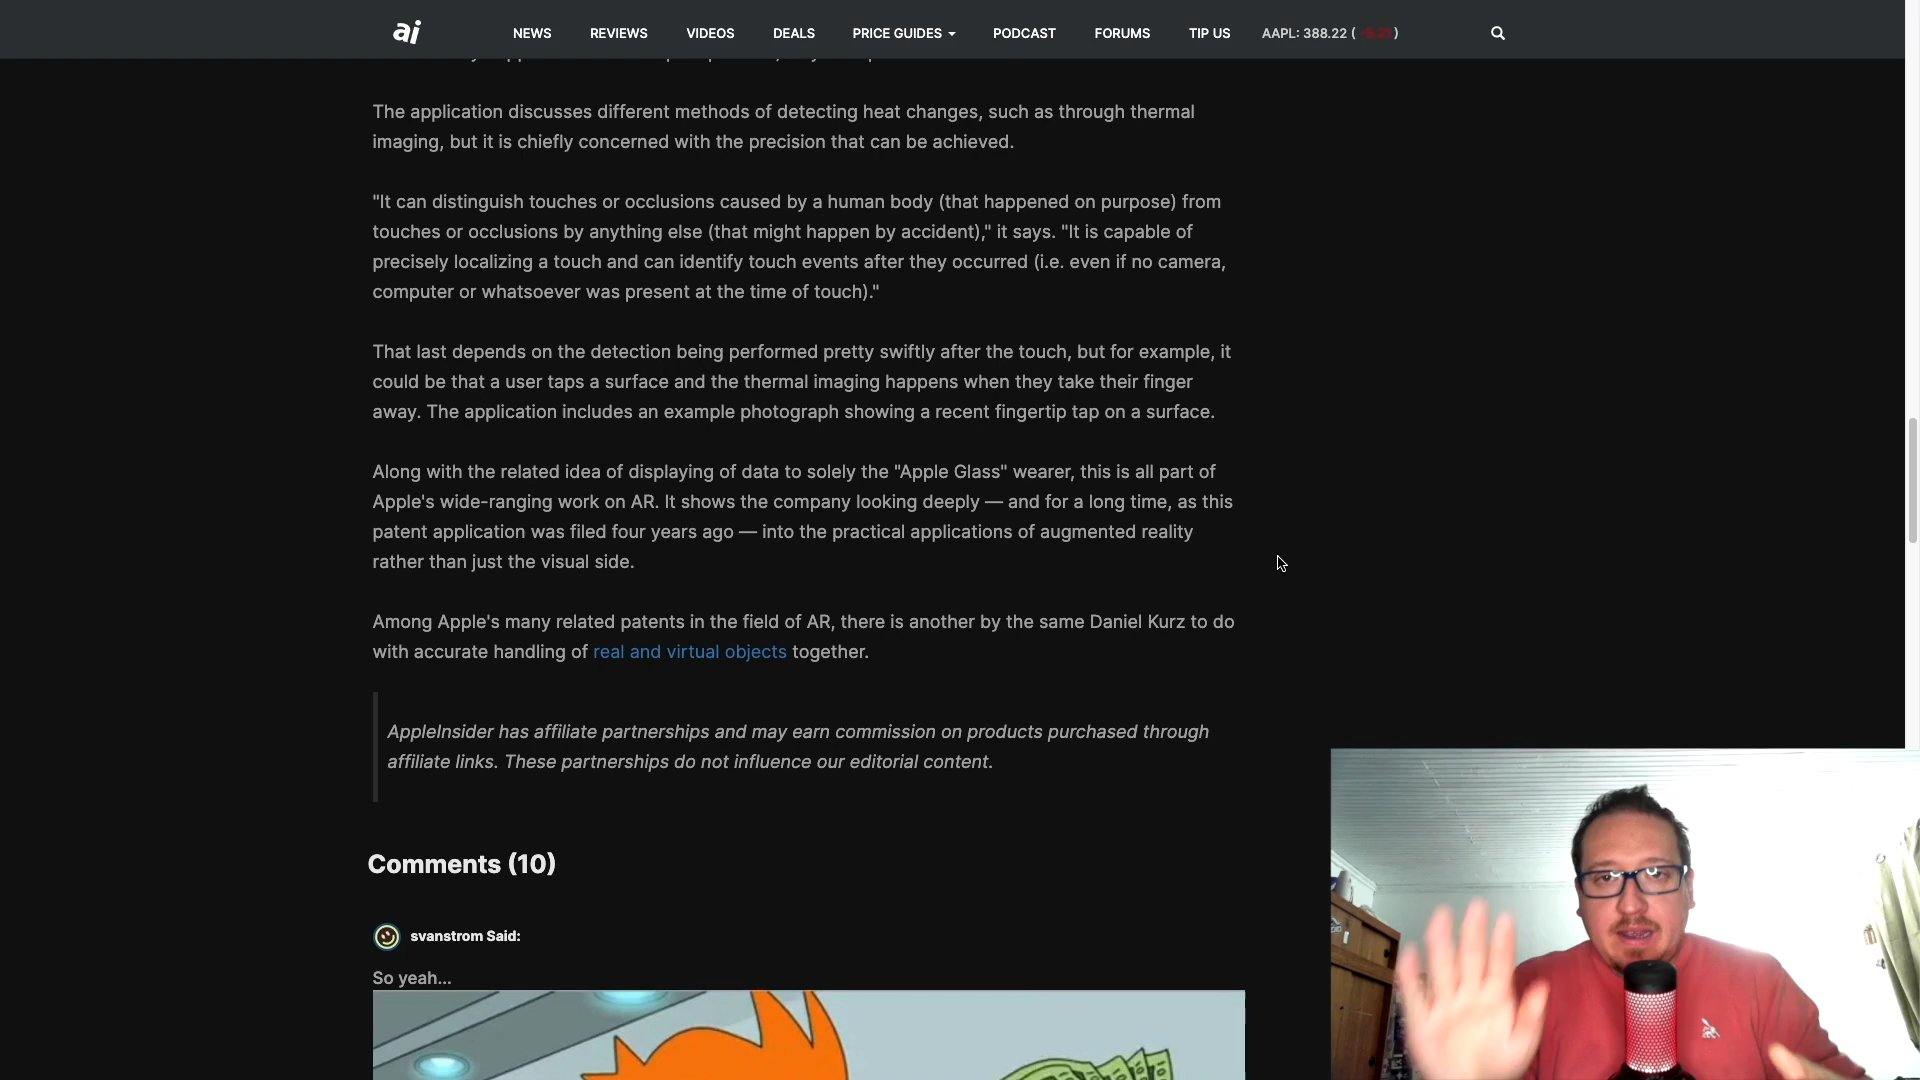 ai NEWS REVIEWS VIDEOS DEALS PRICE GUIDES PODCAST FORUMS TIP US AAPL: 388.22 ( -5.21 )
The application discusses different methods of detecting heat changes, such as through thermal
imaging, but it is chiefly concerned with the precision that can be achieved.
"It can distinguish touches or occlusions caused by a human body (that happened on purpose) from
touches or occlusions by anything else (that might happen by accident)," it says. "It is capable of
precisely localizing a touch and can identify touch events after they occurred (i.e. even if no camera,
computer or whatsoever was present at the time of touch)."
That last depends on the detection being performed pretty swiftly after the touch, but for example, it
could be that a user taps a surface and the thermal imaging happens when they take their finger
away. The application includes an example photograph showing a recent fingertip tap on a surface.
Along with the related idea of displaying of data to solely the "Apple Glass" wearer, this is all part of
Apple's wide-ranging work on AR. It shows the company looking deeply — and for a long time, as this
patent application was filed four years ago — into the practical applications of augmented reality
rather than just the visual side.
Among Apple's many related patents in the field of AR, there is another by the same Daniel Kurz to do
with accurate handling of real and virtual objects together.
AppleInsider has affiliate partnerships and may earn commission on products purchased through
affiliate links. These partnerships do not influence our editorial content.
Comments (10)
svanstrom Said:
So yeah...